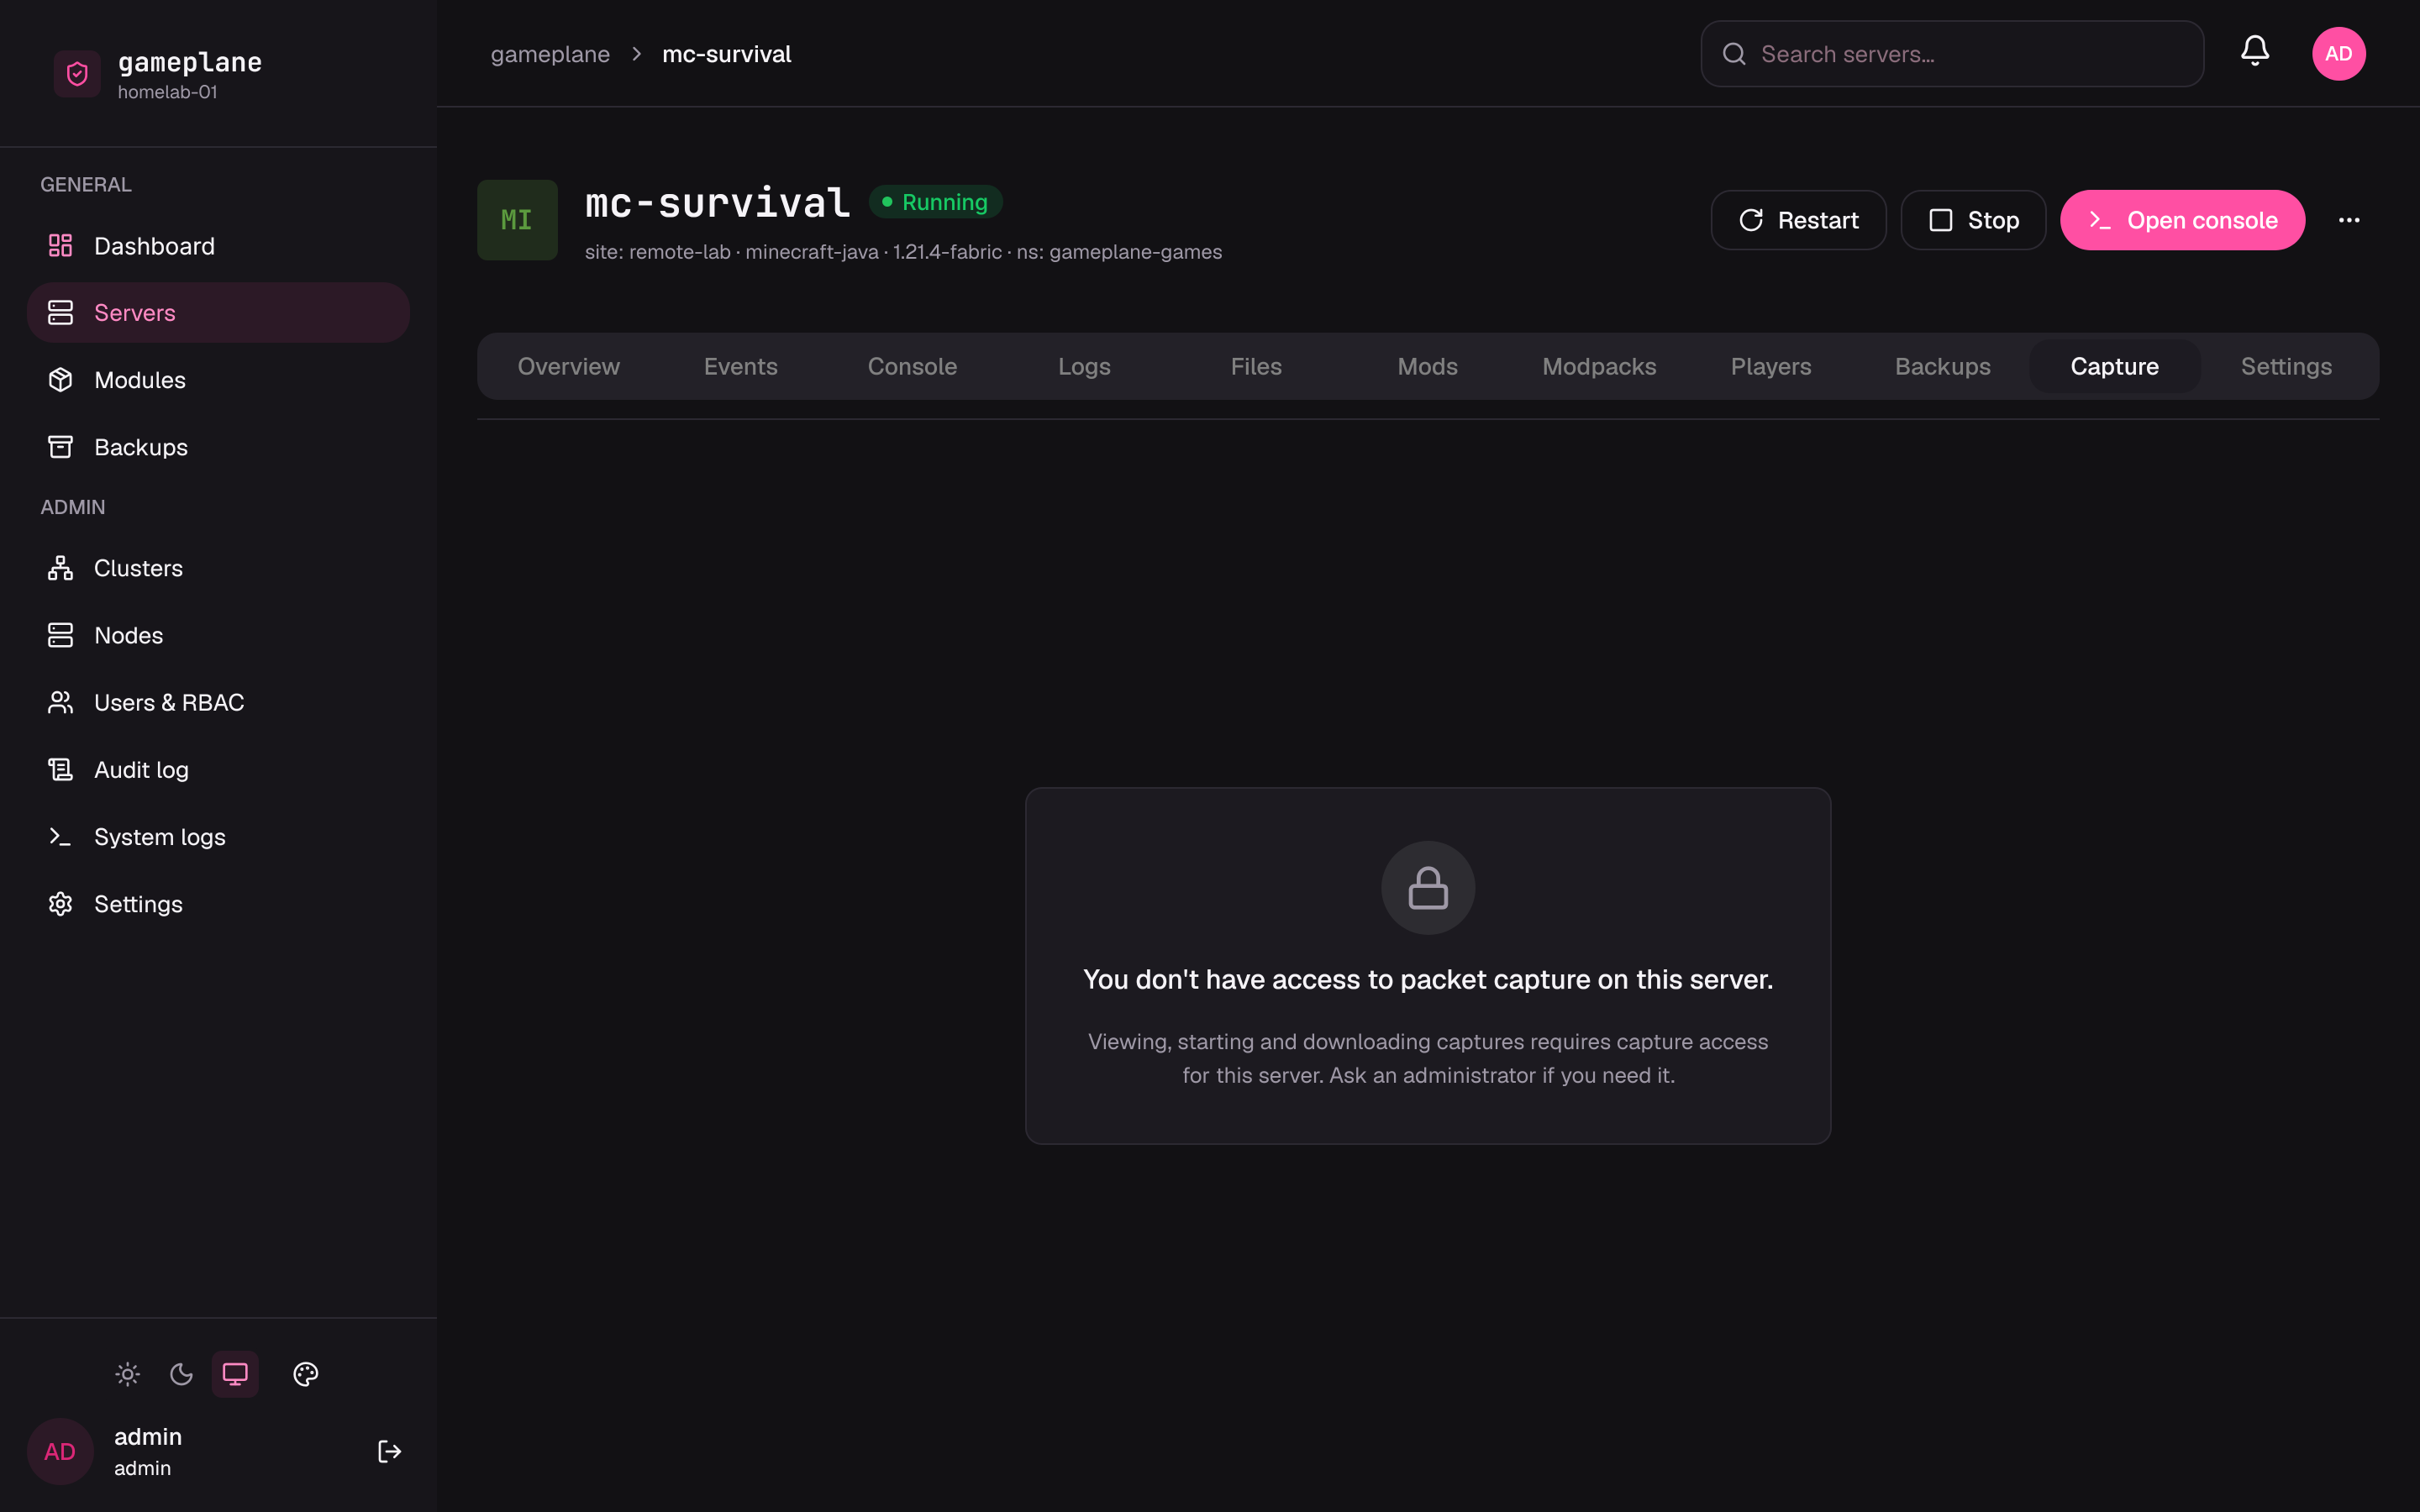 gameplane
homelab-01
gameplane > mc-survival
Search servers...
AD
GENERAL
Dashboard
Servers
Modules
Backups
ADMIN
Clusters
Nodes
Users & RBAC
Audit log
System logs
Settings
MI
mc-survival
Running
site: remote-lab · minecraft-java · 1.21.4-fabric · ns: gameplane-games
Restart
Stop
Open console
Overview
Events
Console
Logs
Files
Mods
Modpacks
Players
Backups
Capture
Settings
You don't have access to packet capture on this server.
Viewing, starting and downloading captures requires capture access
for this server. Ask an administrator if you need it.
AD
admin
admin